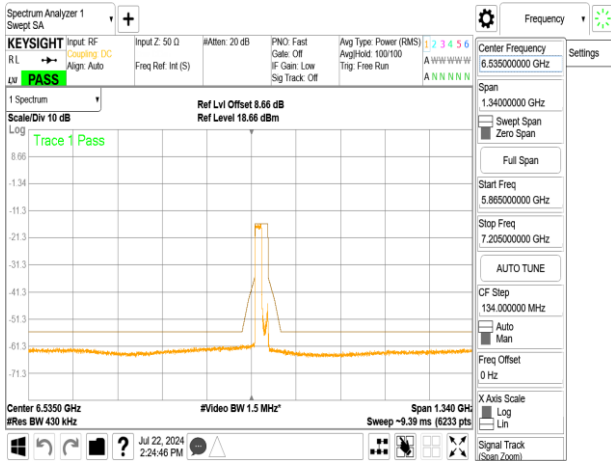 Spectrum Analyzer 1
Swept SA
Frequency
KEYSIGHT
Input: RF
Coupling: DC
Align: Auto
Input Z: 50 Ω
Freq Ref: Int (S)
#Atten: 20 dB
PNO: Fast
Gate: Off
IF Gain: Low
Sig Track: Off
Avg Type: Power (RMS)
Avg|Hold: 100/100
Trig: Free Run
1 2 3 4 5 6
A W W W W W
A N N N N N
RL
LXI
PASS
1 Spectrum
Scale/Div 10 dB
Ref Lvl Offset 8.66 dB
Ref Level 18.66 dBm
Log
Trace 1 Pass
8.66
-1.34
-11.3
-21.3
-31.3
-41.3
-51.3
-61.3
-71.3
Center 6.5350 GHz
#Res BW 430 kHz
#Video BW 1.5 MHz*
Span 1.340 GHz
Sweep ~9.39 ms (6233 pts)
Center Frequency
6.535000000 GHz
Settings
Span
1.34000000 GHz
Swept Span
Zero Span
Full Span
Start Freq
5.865000000 GHz
Stop Freq
7.205000000 GHz
AUTO TUNE
CF Step
134.000000 MHz
Auto
Man
Freq Offset
0 Hz
X Axis Scale
Log
Lin
Signal Track
(Span Zoom)
?
Jul 22, 2024
2:24:46 PM